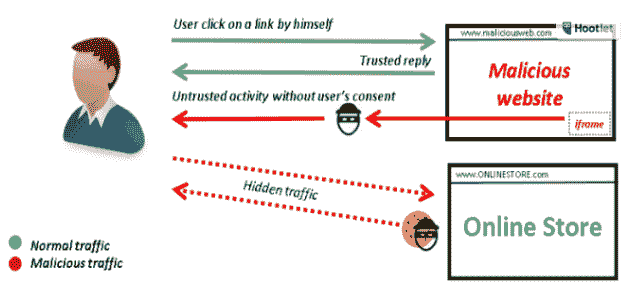 User click on a link by himself
www.maliciousweb.com
Hootlet
Trusted reply
Malicious
website
Untrusted activity without user's consent
iframe
Hidden traffic
www.ONLINESTORE.com
Online Store
Normal traffic
Malicious traffic